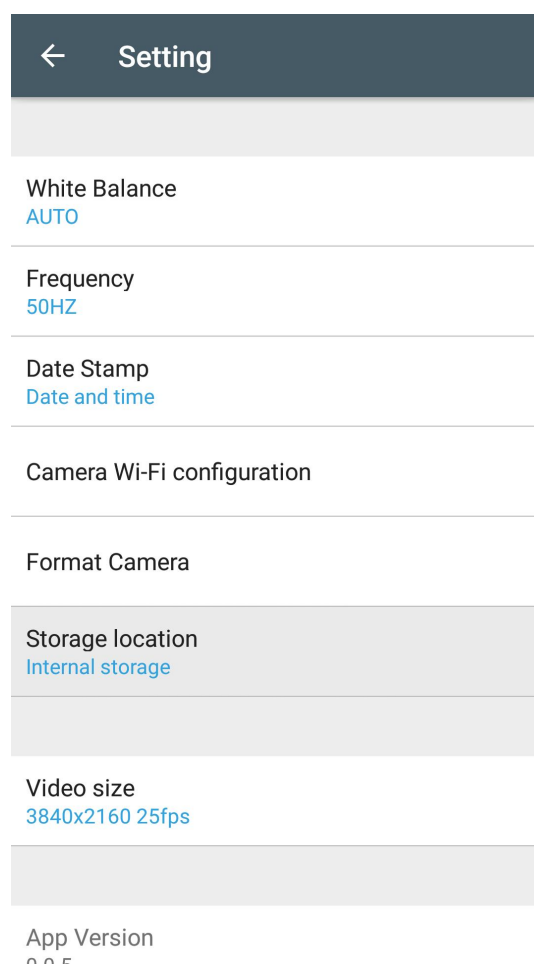 Setting
White Balance
AUTO
Frequency
50HZ
Date Stamp
Date and time
Camera Wi-Fi configuration
Format Camera
Storage location
Internal storage
Video size
3840x2160 25fps
App Version